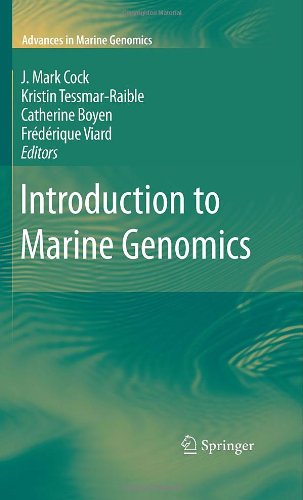 Advances in Marine Genomics
J. Mark Cock
Kristin Tessmar-Raible
Catherine Boyen
Frédérique Viard
Editors
Introduction to
Marine Genomics
Springer